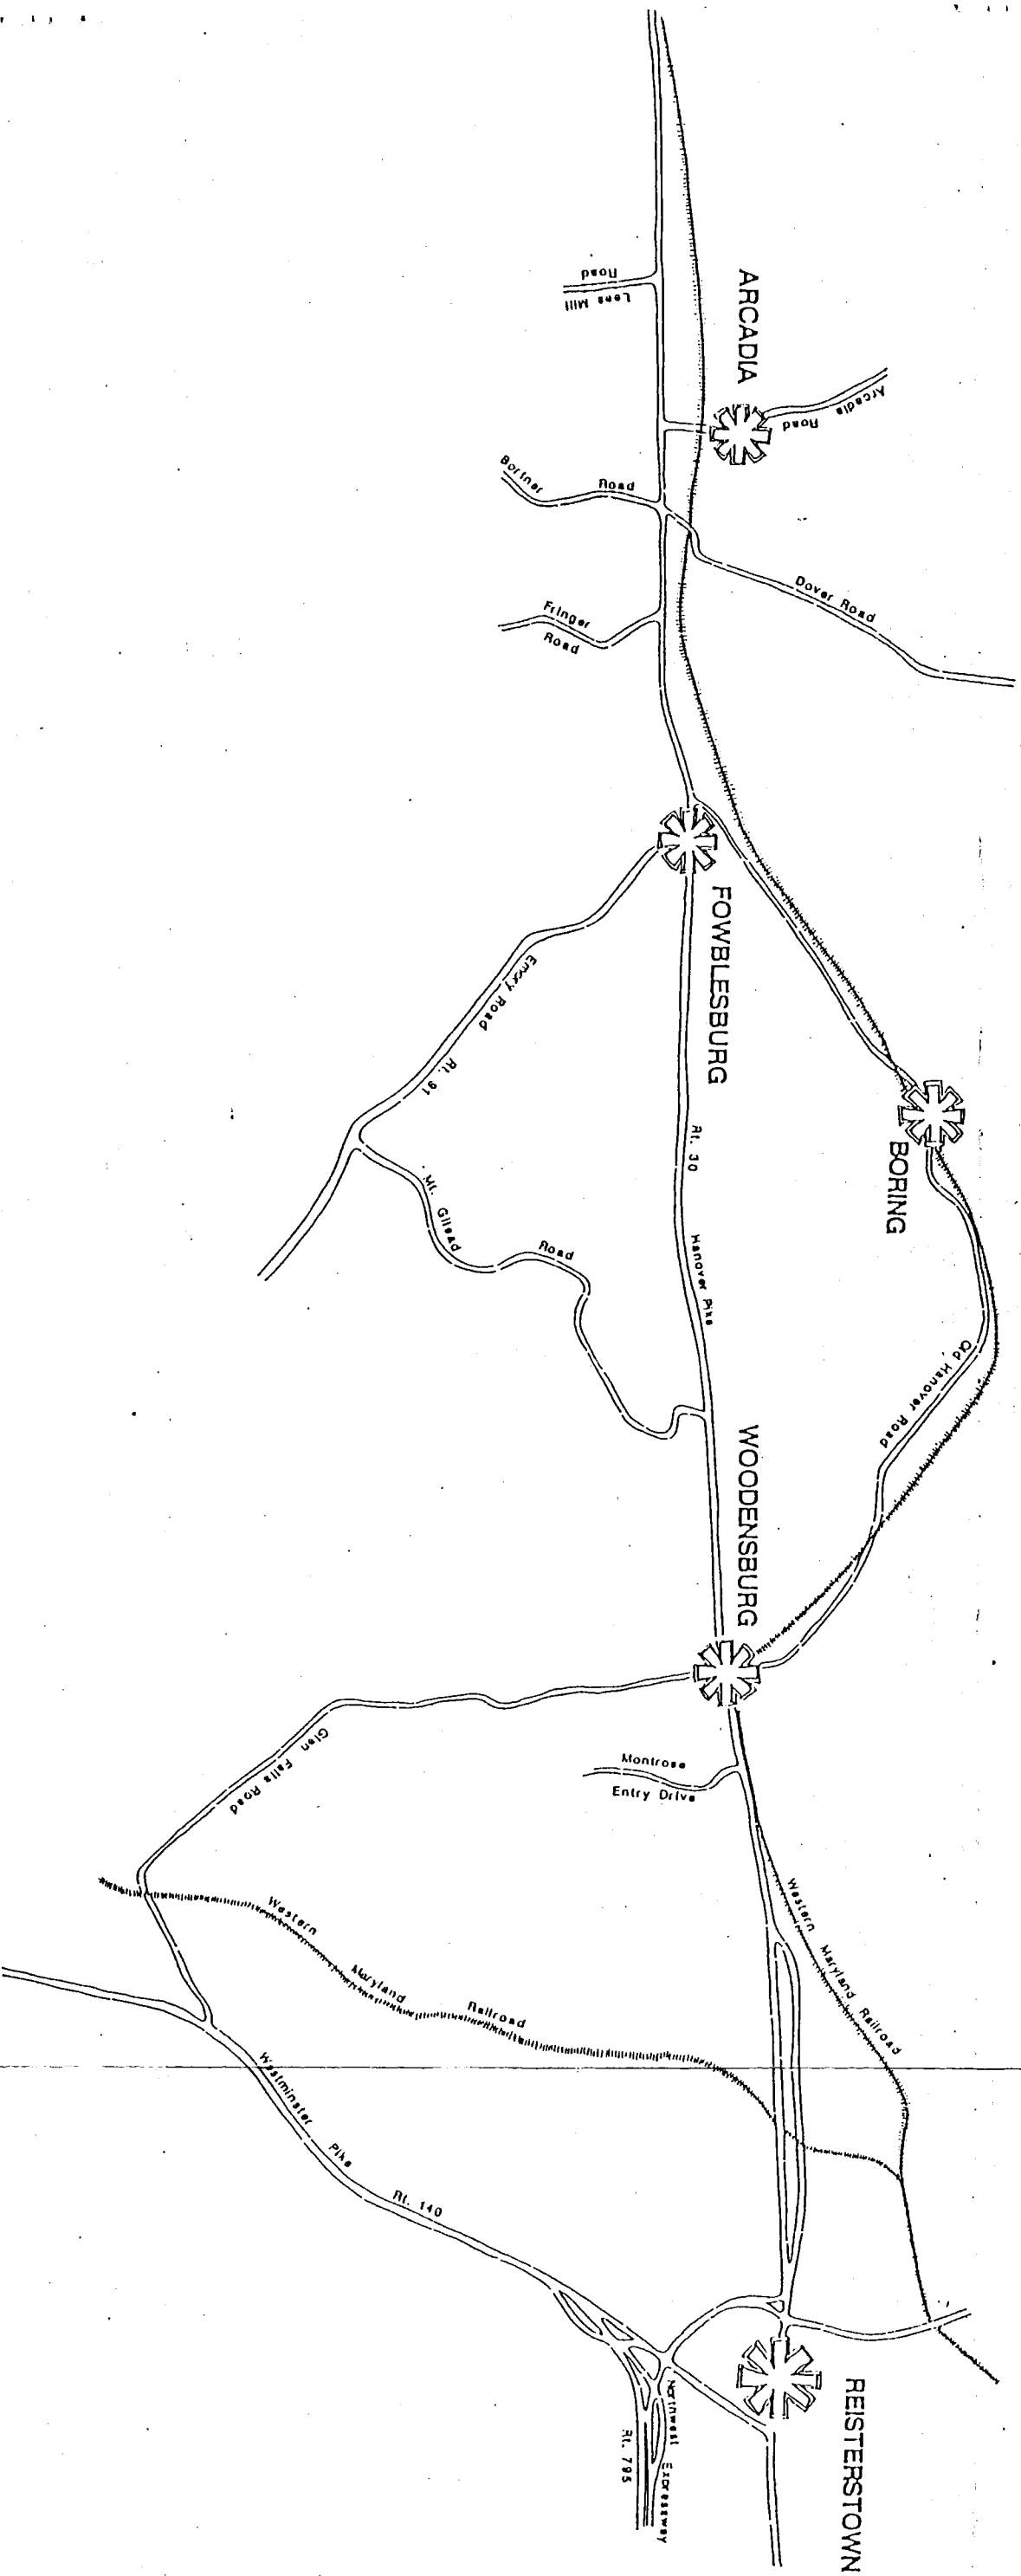 ARCADIA
Arcadia Road
Lees Mill
Road
Bortner Road
Dover Road
Fringer
Road
FOWBLESBURG
Emory Road
Rt. 91
BORING
Rt. 30
Hanover Pike
Mt. Gilead Road
Old Hanover Road
WOODENSBURG
Glen Falls Road
Montrose
Entry Drive
Western Maryland Railroad
Western Maryland Railroad
Westminster Pike
Rt. 140
REISTERSTOWN
Northwest Expressway
Rt. 795